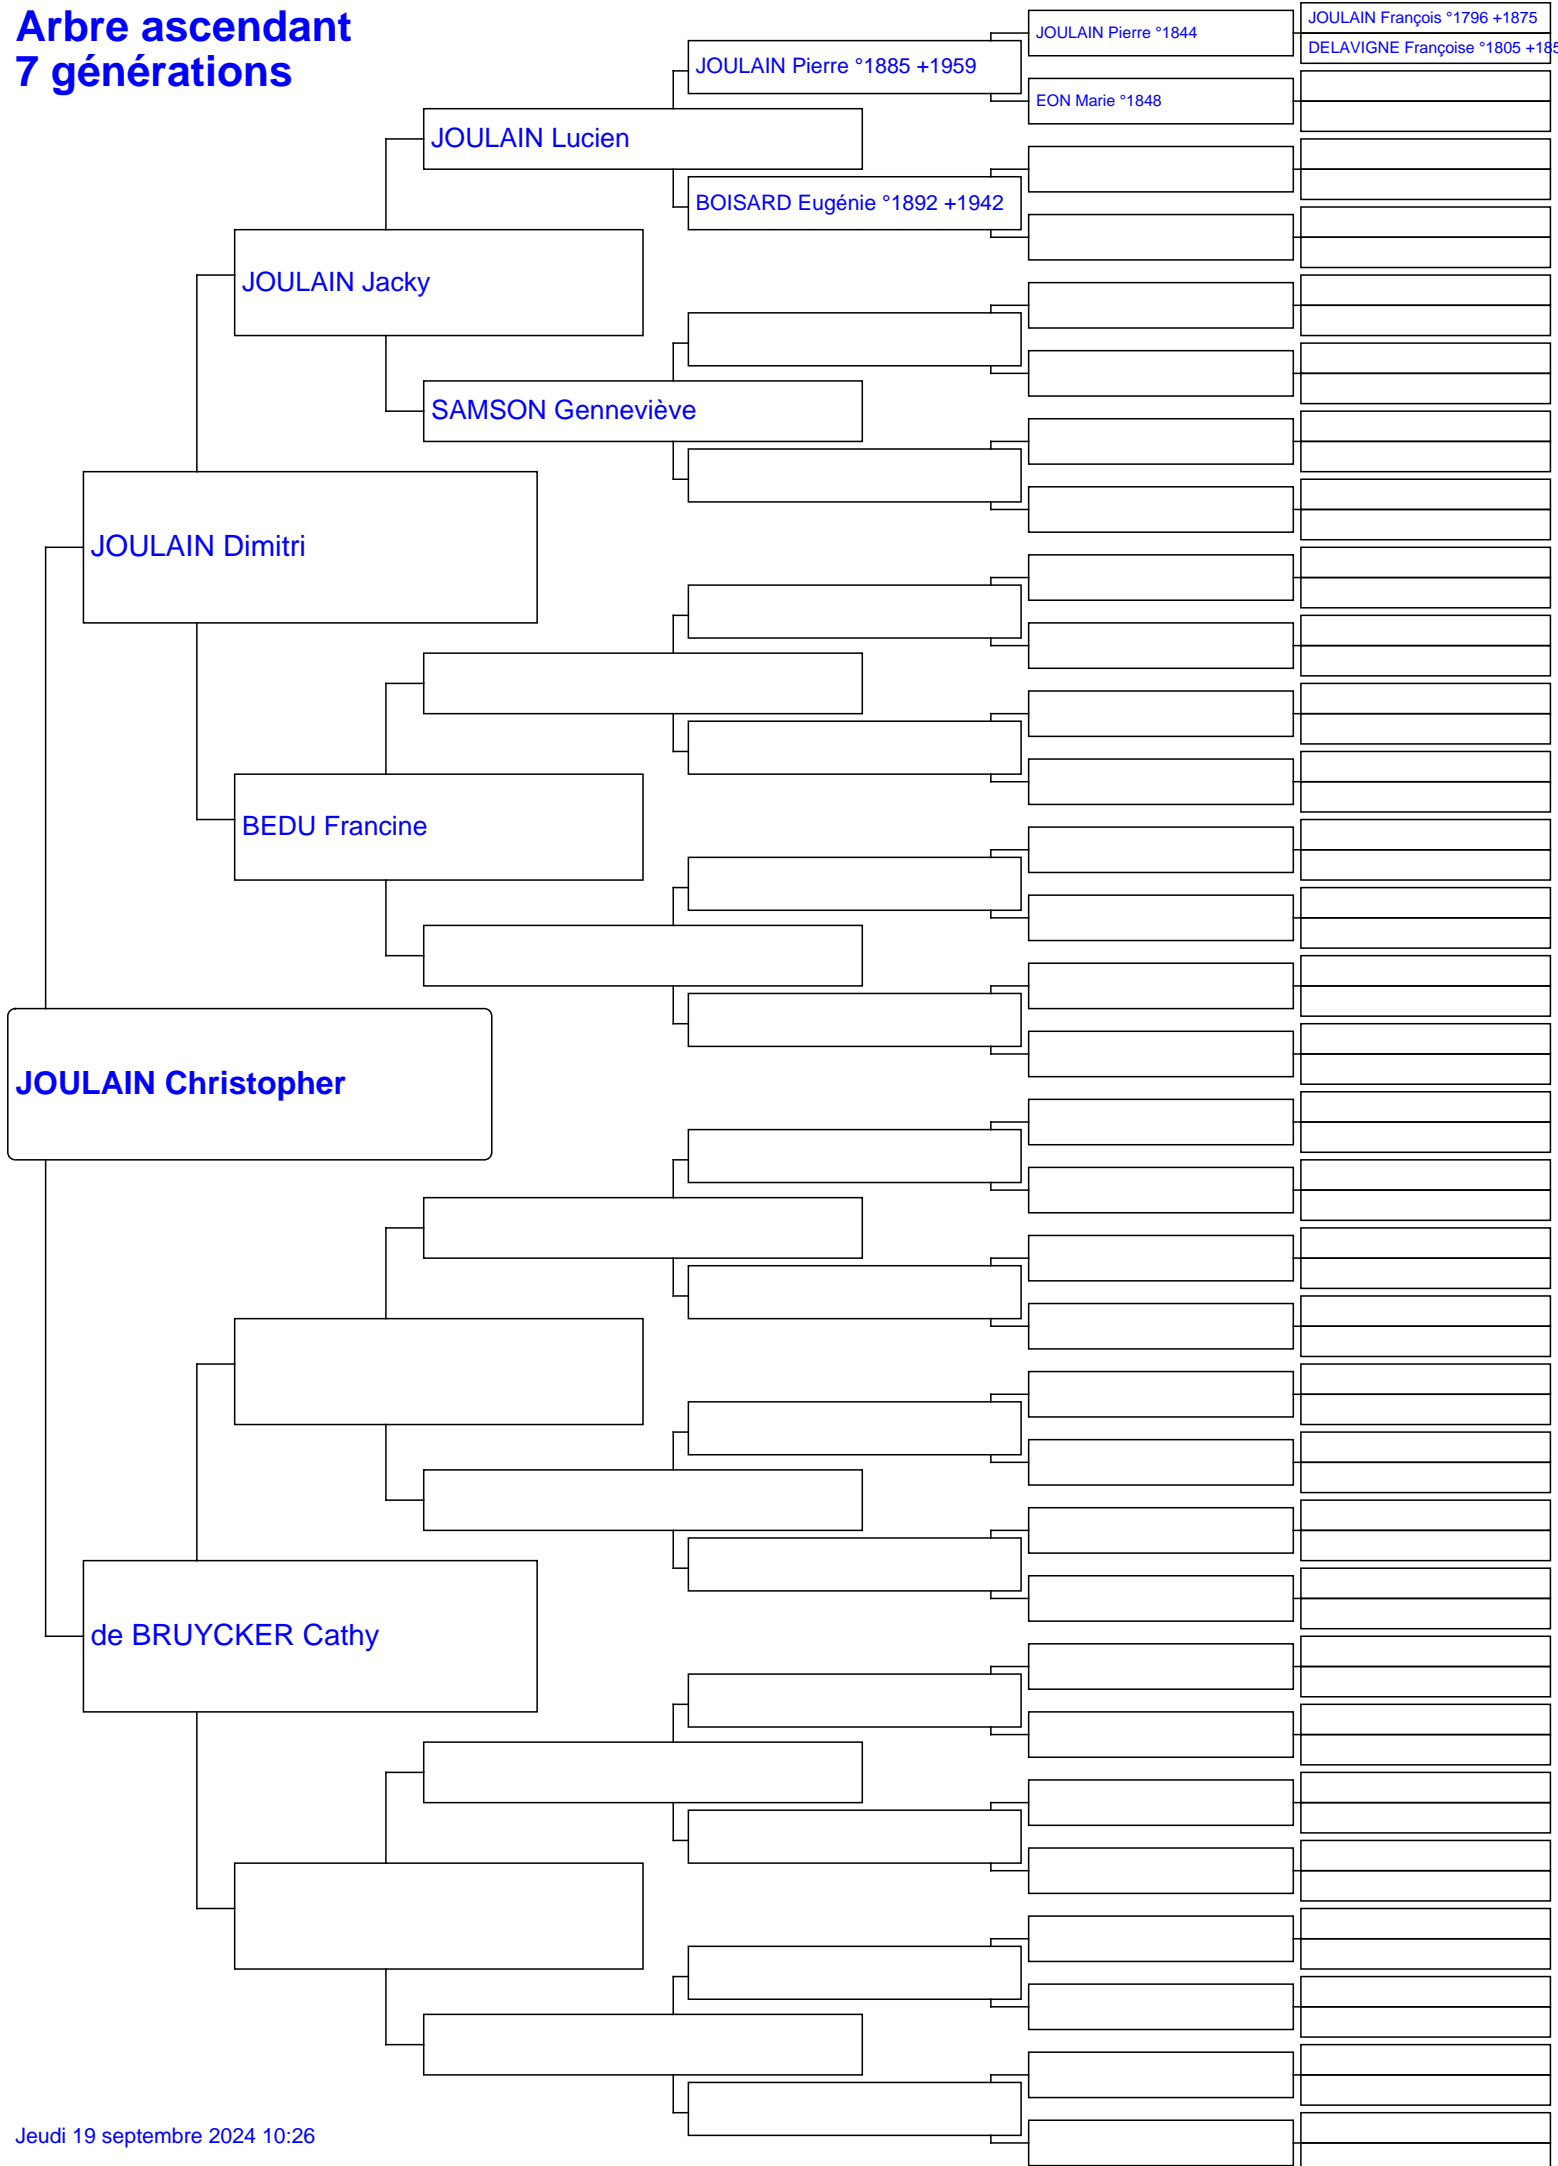 Arbre ascendant
7 générations
JOULAIN François °1796 +1875
JOULAIN Pierre °1844
DELAVIGNE Françoise °1805
JOULAIN Pierre °1885 +1959
EON Marie °1848
JOULAIN Lucien
BOISARD Eugénie °1892 +1942
JOULAIN Jacky
SAMSON Genneviève
JOULAIN Dimitri
BEDU Francine
JOULAIN Christopher
de BRUYCKER Cathy
Jeudi 19 septembre 2024 10:26